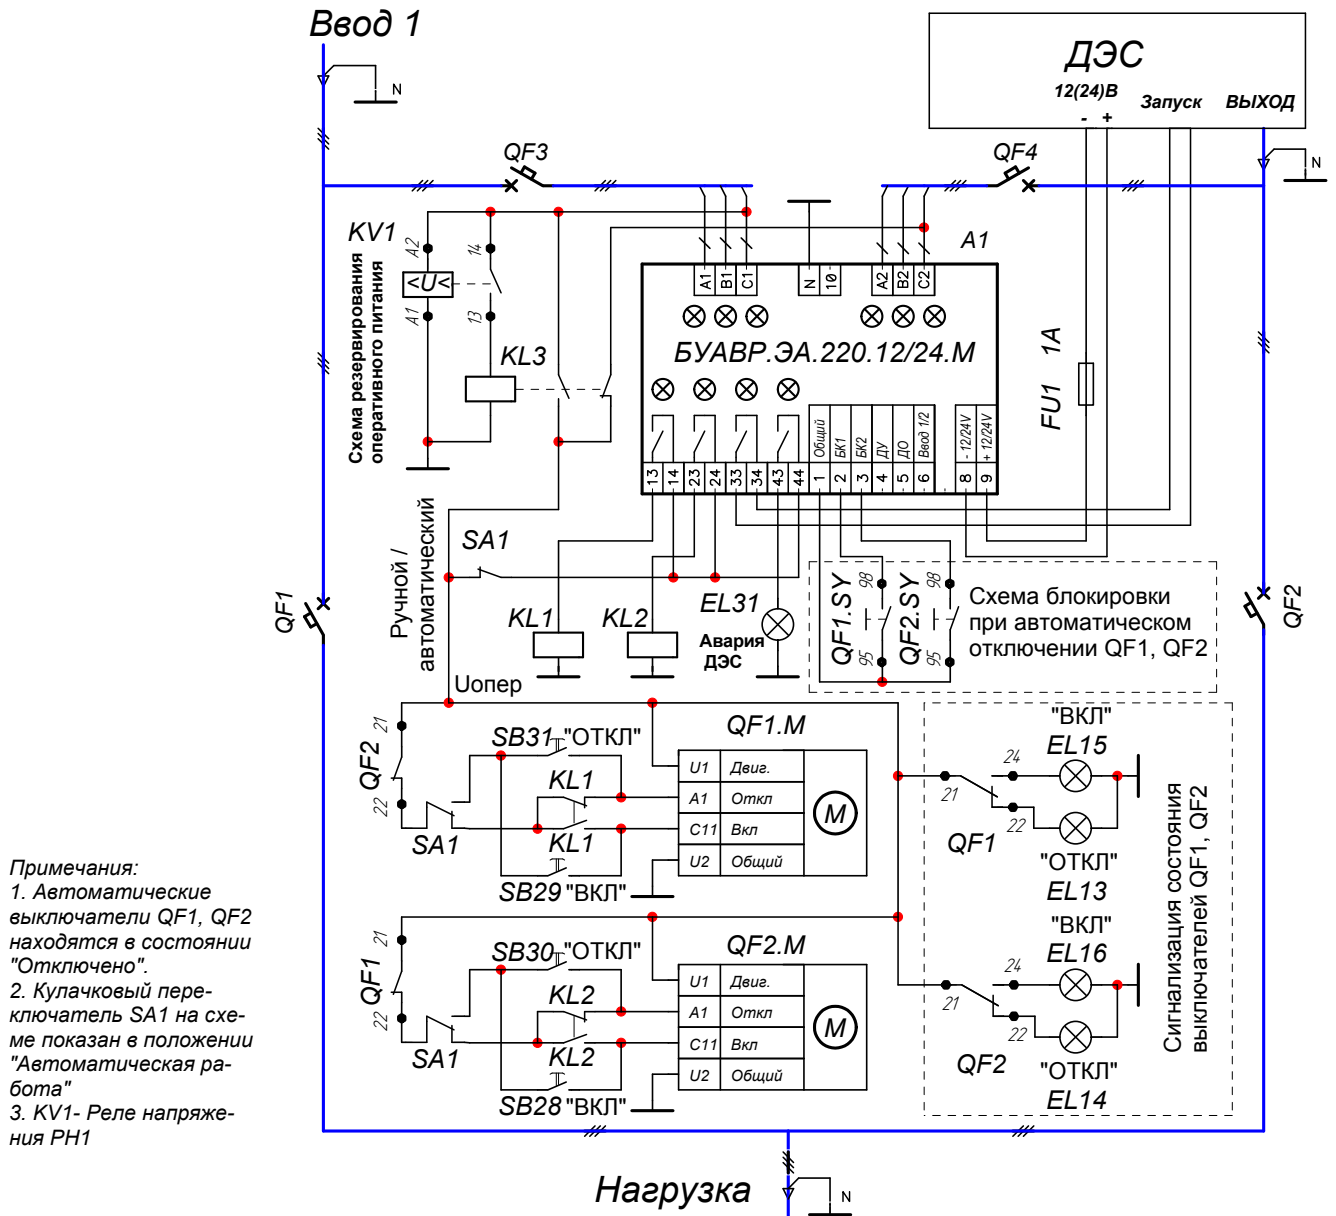 Ввод 1
N
ДЭС
12(24)В
- +
Запуск
ВЫХОД
N
QF3
QF4
KV1
A2
14
<U<
A1
13
Схема резервирования
оперативного питания
KL3
A1
A1
B1
C1
N
10
A2
B2
C2
БУАВР.ЭА.220.12/24.М
FU1 1A
Общий
БК1
БК2
ДУ
ДО
Ввод 1/2
- 12/24V
+ 12/24V
13
14
23
24
33
34
43
44
1
2
3
4
5
6
8
9
Ручной /
автоматический
SA1
KL1
KL2
EL31
Авария
ДЭС
QF1.SY
98
95
QF2.SY
98
95
Схема блокировки
при автоматическом
отключении QF1, QF2
QF1
QF2
Uопер
21
QF2
22
SA1
SB31 "ОТКЛ"
KL1
KL1
SB29 "ВКЛ"
QF1.M
U1 Двиг.
A1 Откл
C11 Вкл
U2 Общий
M
"ВКЛ"
EL15
24
21
22
QF1
"ОТКЛ"
EL13
Сигнализация состояния
выключателей QF1, QF2
21
QF1
22
SA1
SB30 "ОТКЛ"
KL2
KL2
SB28 "ВКЛ"
QF2.M
U1 Двиг.
A1 Откл
C11 Вкл
U2 Общий
M
"ВКЛ"
EL16
24
21
22
QF2
"ОТКЛ"
EL14
Примечания:
1. Автоматические
выключатели QF1, QF2
находятся в состоянии
"Отключено".
2. Кулачковый пере-
ключатель SA1 на схе-
ме показан в положении
"Автоматическая ра-
бота"
3. KV1- Реле напряже-
ния РН1
Нагрузка
N